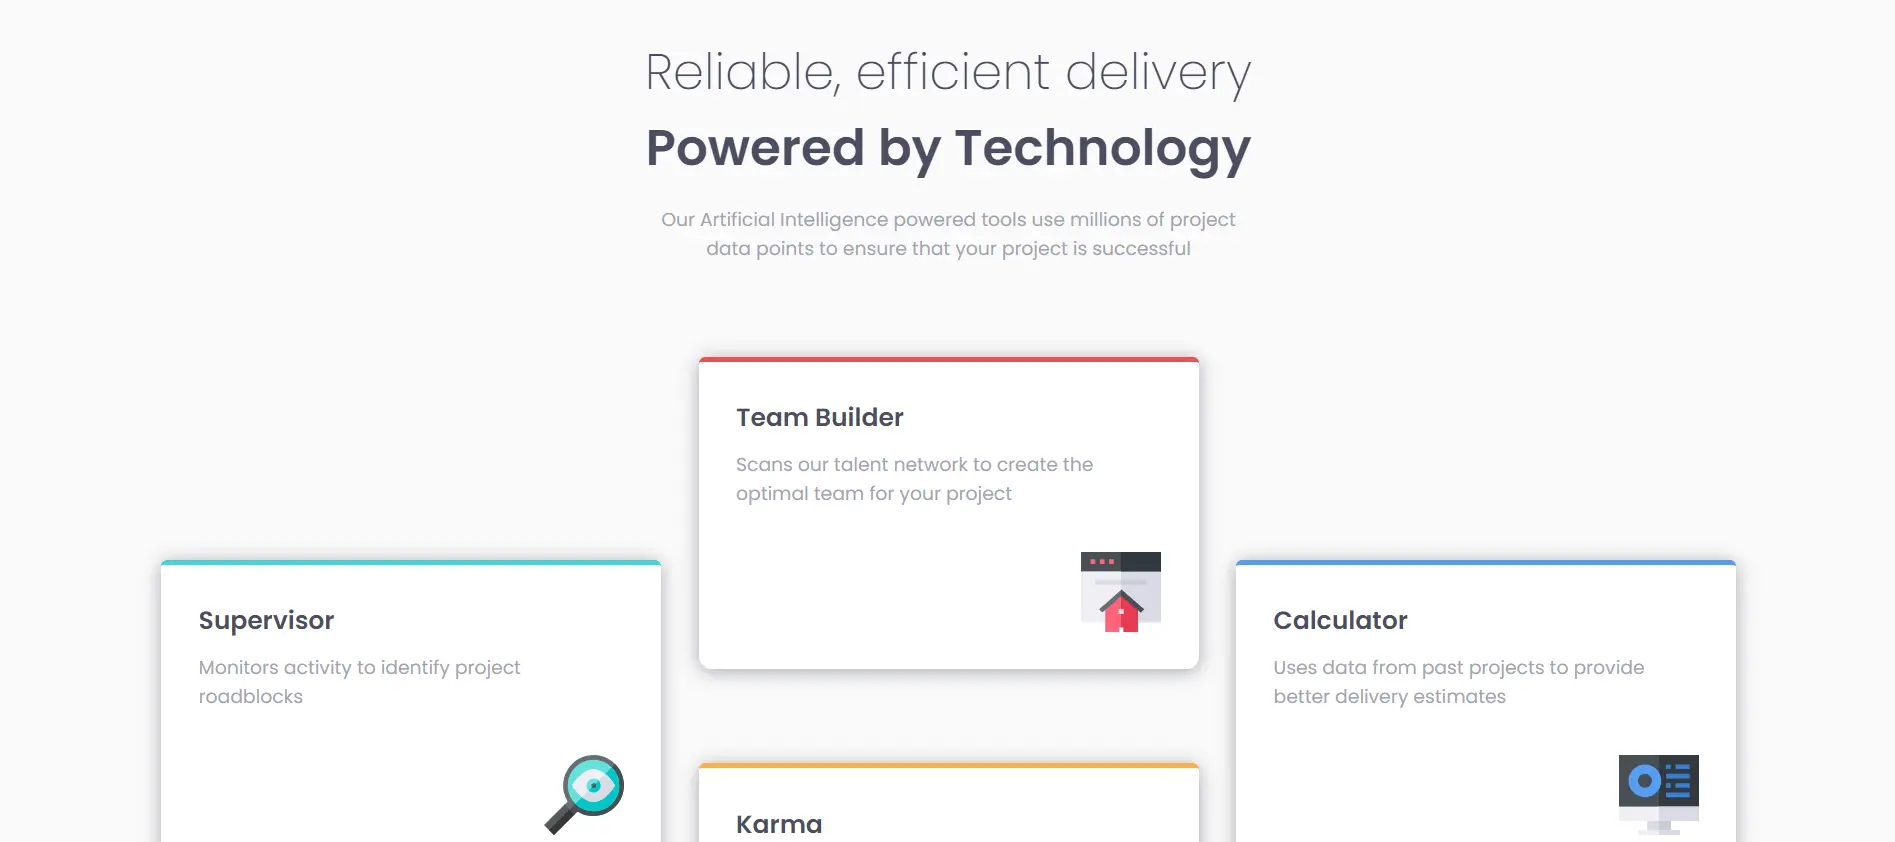 Reliable, efficient delivery
Powered by Technology
Our Artificial Intelligence powered tools use millions of project
data points to ensure that your project is successful
Team Builder
Scans our talent network to create the
optimal team for your project
Supervisor
Monitors activity to identify project
roadblocks
Calculator
Uses data from past projects to provide
better delivery estimates
Karma